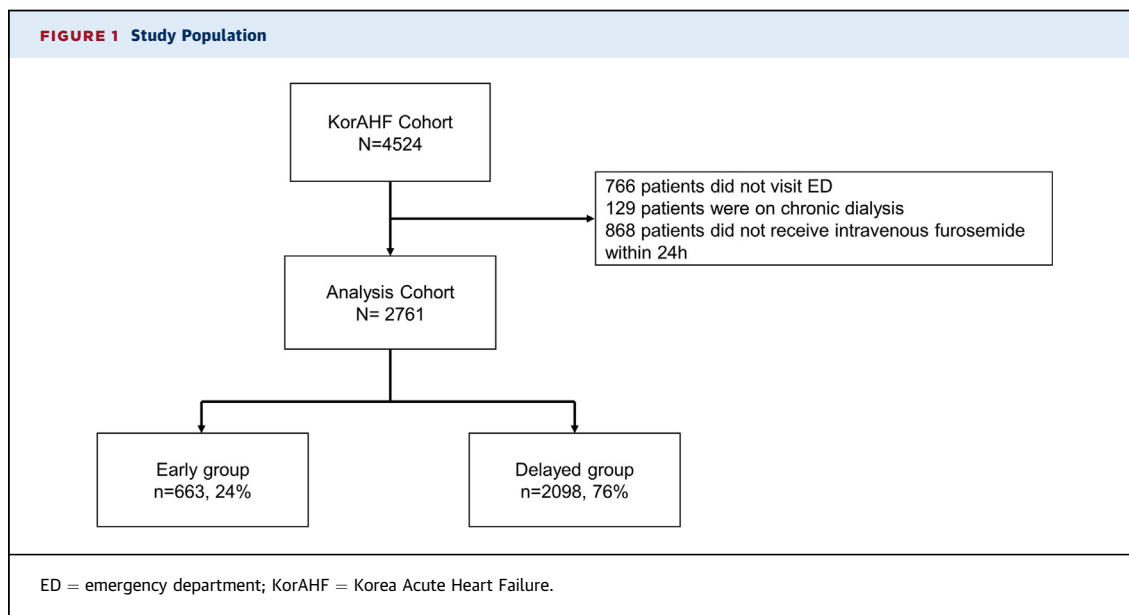 FIGURE 1 Study Population
KorAHF Cohort
N=4524
766 patients did not visit ED
129 patients were on chronic dialysis
868 patients did not receive intravenous furosemide
within 24h
Analysis Cohort
N= 2761
Early group
n=663, 24%
Delayed group
n=2098, 76%
ED = emergency department; KorAHF = Korea Acute Heart Failure.